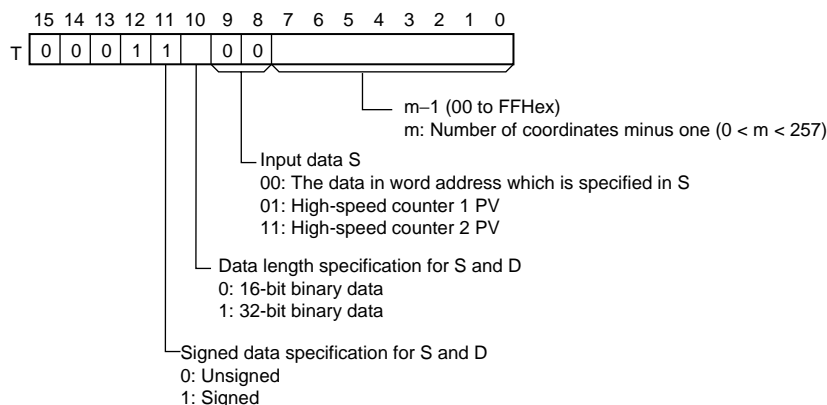 15 14 13 12 11 10 9 8 7 6 5 4 3 2 1 0
T 0 0 0 1 1 0 0
m–1 (00 to FFHex)
m: Number of coordinates minus one (0 < m < 257)
Input data S
00: The data in word address which is specified in S
01: High-speed counter 1 PV
11: High-speed counter 2 PV
Data length specification for S and D
0: 16-bit binary data
1: 32-bit binary data
Signed data specification for S and D
0: Unsigned
1: Signed